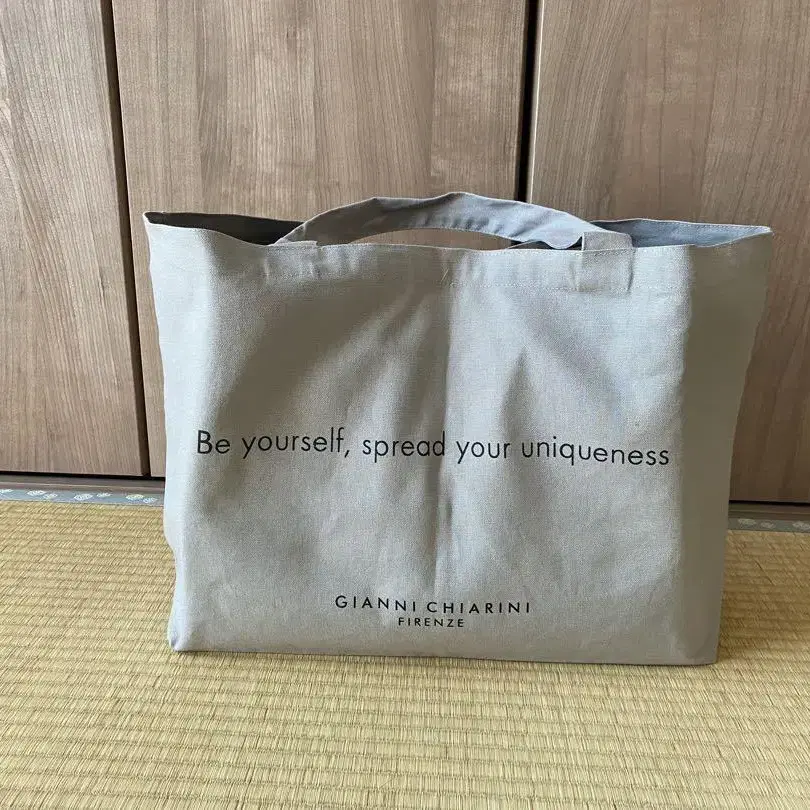 Be yourself, spread your uniqueness
GIANNI CHIARINI
FIRENZE